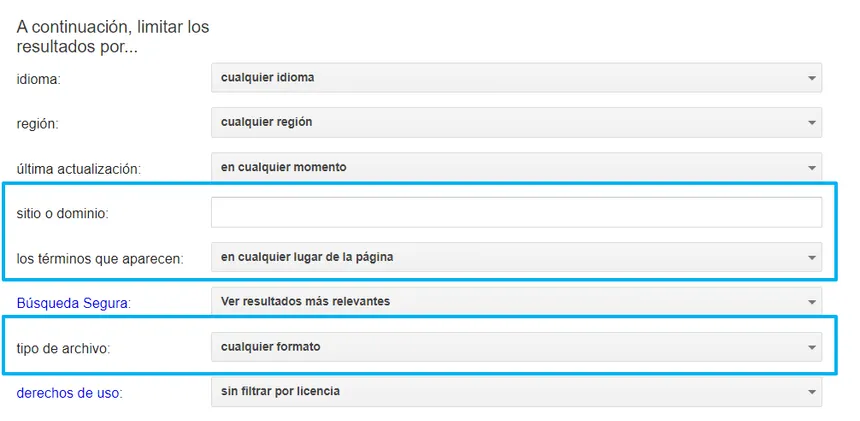 A continuación, limitar los
resultados por...
idioma: cualquier idioma
región: cualquier región
última actualización: en cualquier momento
sitio o dominio:
los términos que aparecen: en cualquier lugar de la página
Búsqueda Segura: Ver resultados más relevantes
tipo de archivo: cualquier formato
derechos de uso: sin filtrar por licencia